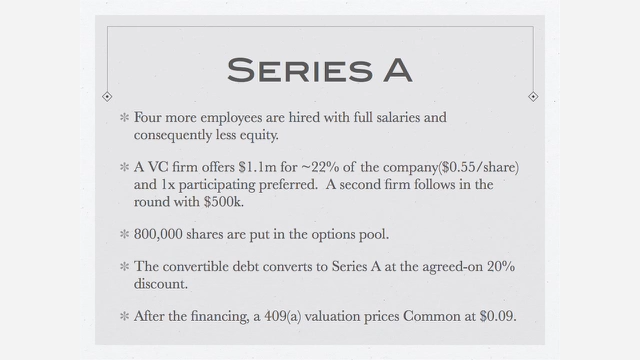 SERIES A
✻ Four more employees are hired with full salaries and
consequently less equity.
✻ A VC firm offers $1.1m for ~22% of the company($0.55/share)
and 1x participating preferred. A second firm follows in the
round with $500k.
✻ 800,000 shares are put in the options pool.
✻ The convertible debt converts to Series A at the agreed-on 20%
discount.
✻ After the financing, a 409(a) valuation prices Common at $0.09.